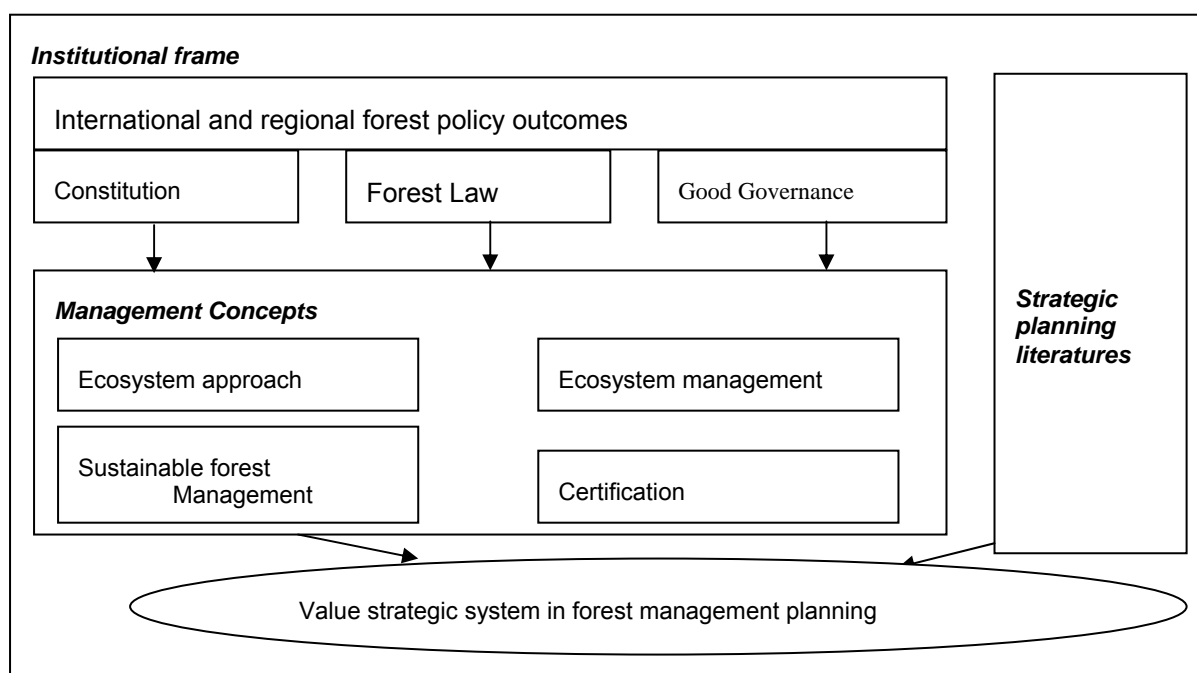 Institutional frame
International and regional forest policy outcomes
Constitution
Forest Law
Good Governance
Management Concepts
Ecosystem approach
Ecosystem management
Sustainable forest
Management
Certification
Strategic
planning
literatures
Value strategic system in forest management planning